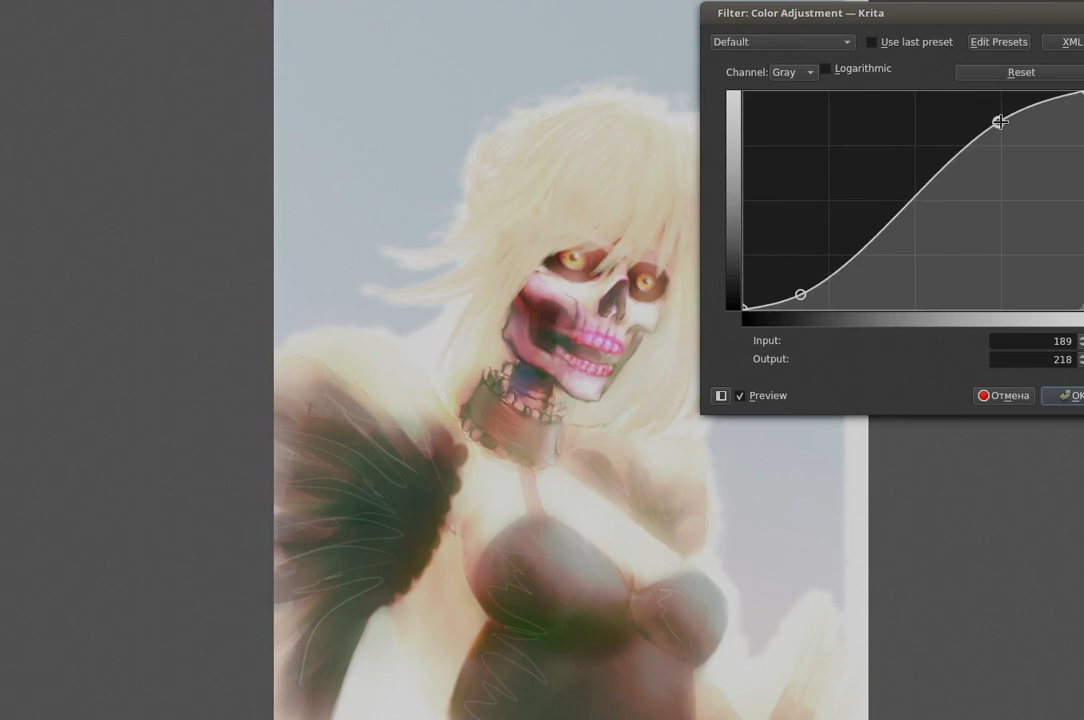 Filter: Color Adjustment — Krita
Default Use last preset Edit Presets XML
Channel: Gray Logarithmic Reset
Input: 189
Output: 218
Preview Отмена OK